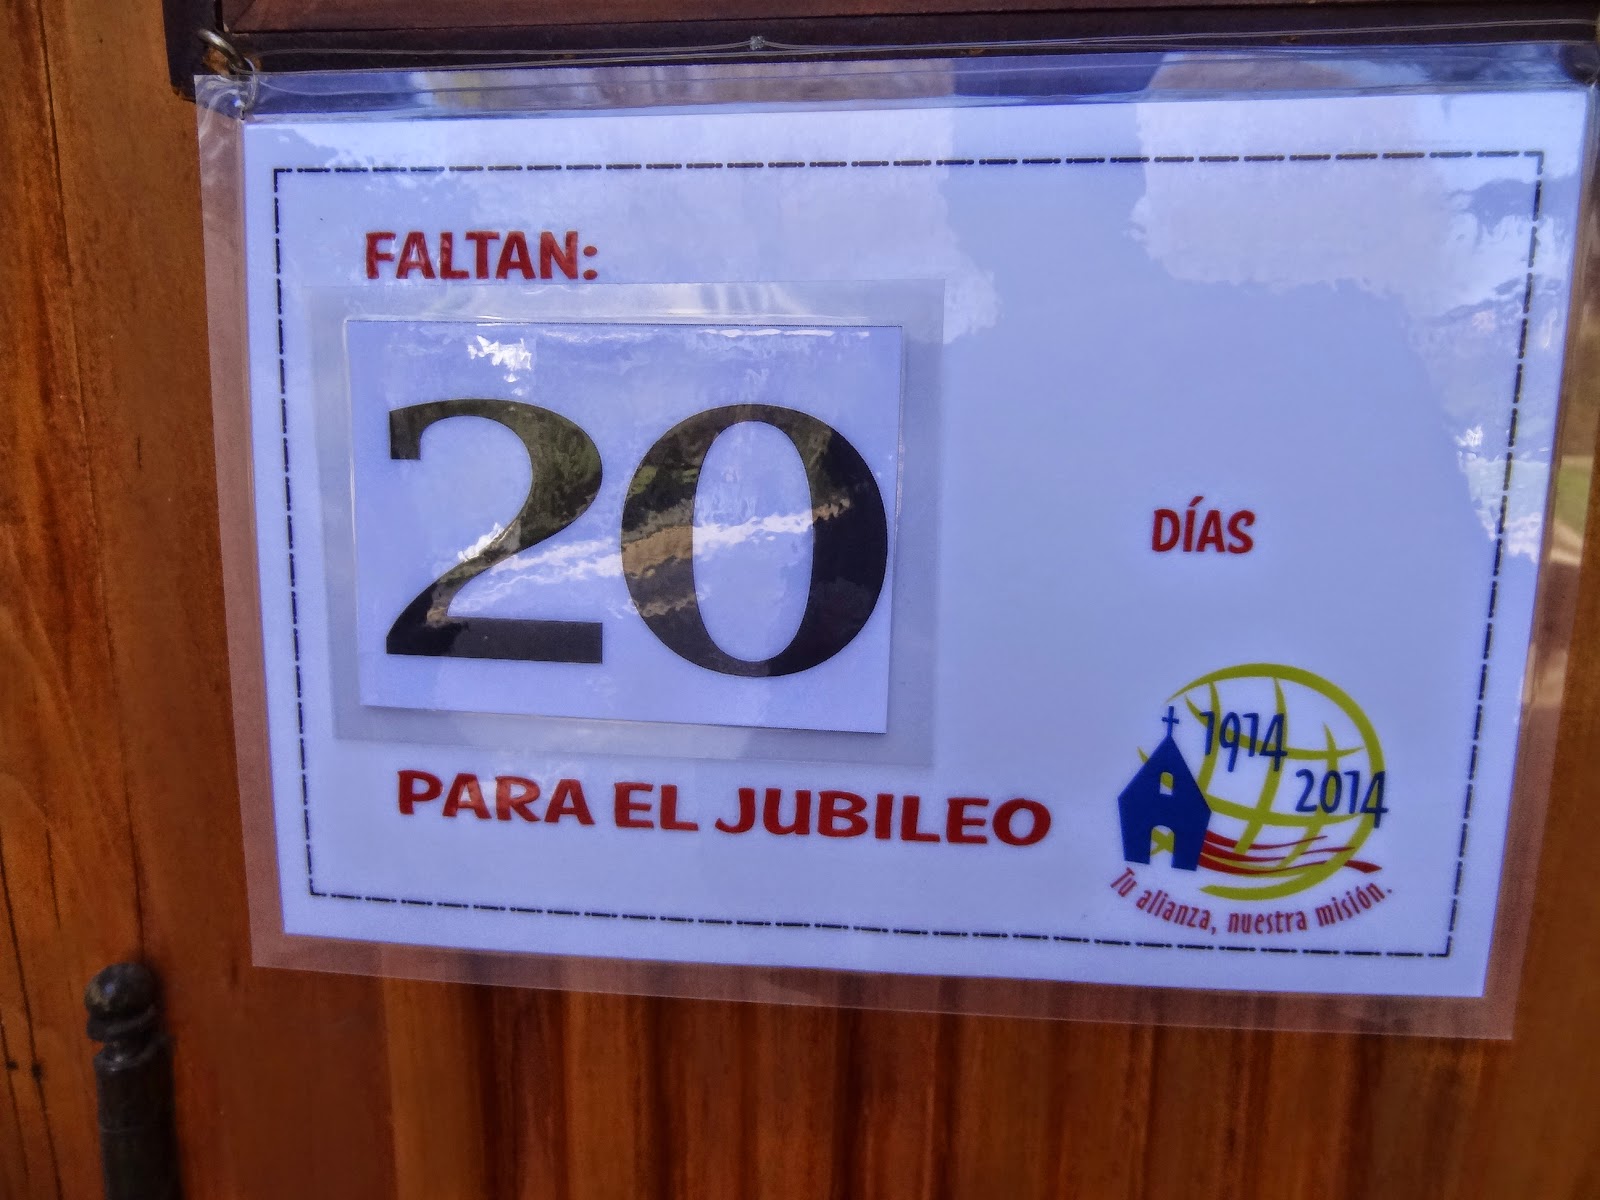 FALTAN:
20
DÍAS
PARA EL JUBILEO
1914
2014
Tu alianza, nuestra misión.